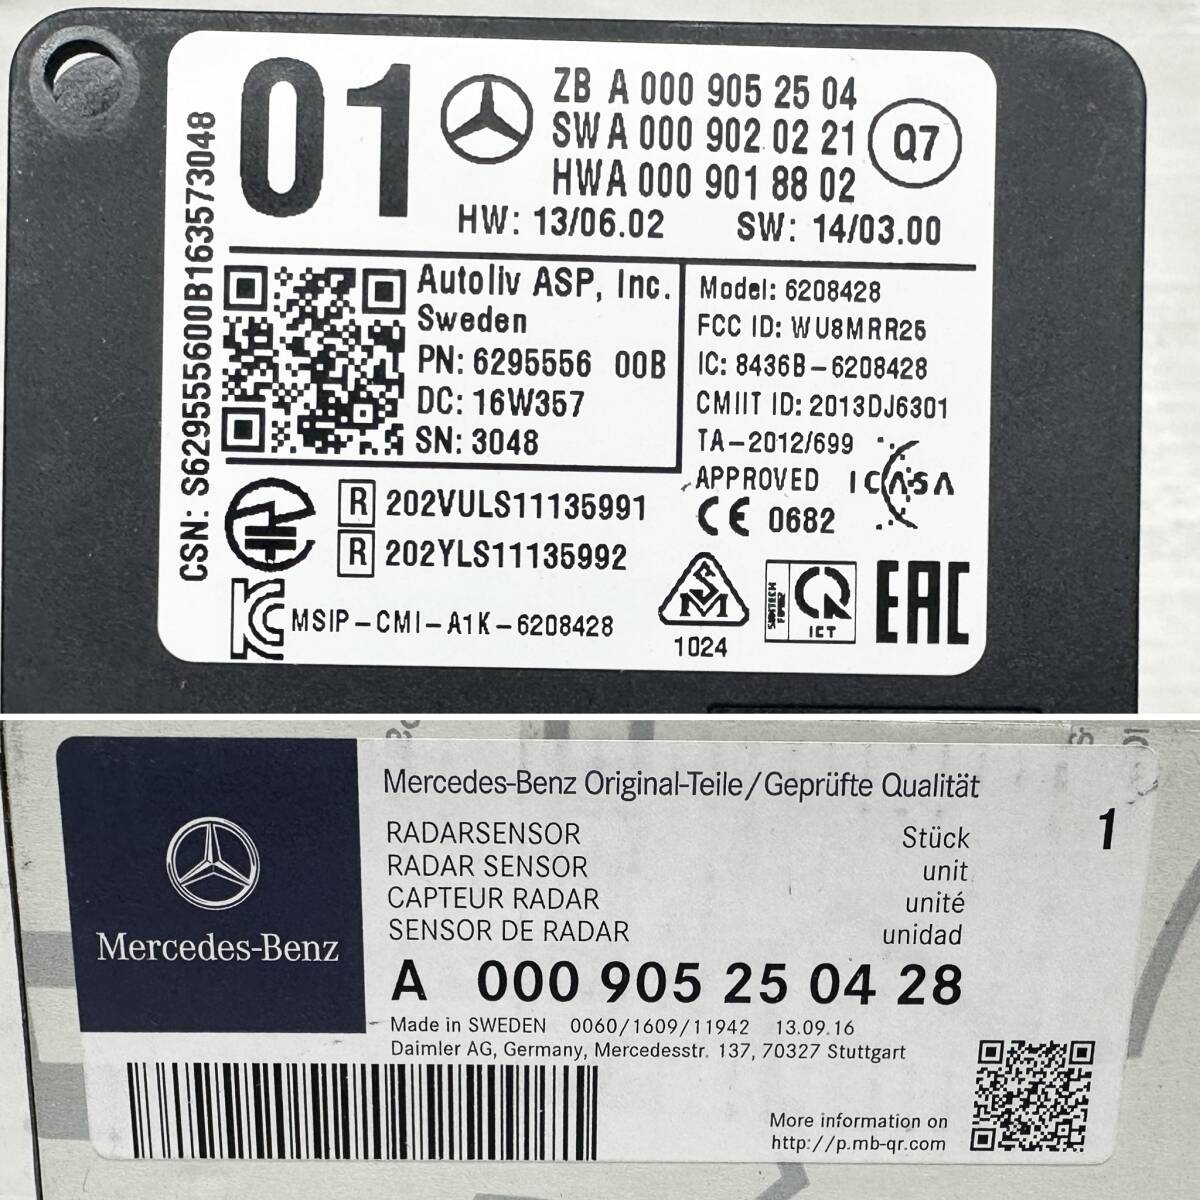 01
ZB A 000 905 25 04
SW A 000 902 02 21
HW A 000 901 88 02
Q7
HW: 13/06.02 SW: 14/03.00
CSN: S629555600B163573048
Autoliv ASP, Inc.
Sweden
PN: 6295556 00B
DC: 16W357
SN: 3048
Model: 6208428
FCC ID: WU8MRR25
IC: 8436B-6208428
CMIIT ID: 2013DJ6301
TA-2012/699
APPROVED ICASA
CE 0682
R 202VULS11135991
R 202YLS11135992
KC MSIP-CMI-A1K-6208428
SM
1024
ICT
EAC
Mercedes-Benz
Mercedes-Benz Original-Teile/Geprüfte Qualität
RADARSENSOR Stück 1
RADAR SENSOR unit
CAPTEUR RADAR unité
SENSOR DE RADAR unidad
A 000 905 25 04 28
Made in SWEDEN 0060/1609/11942 13.09.16
Daimler AG, Germany, Mercedesstr. 137, 70327 Stuttgart
More information on
http://p.mb-qr.com